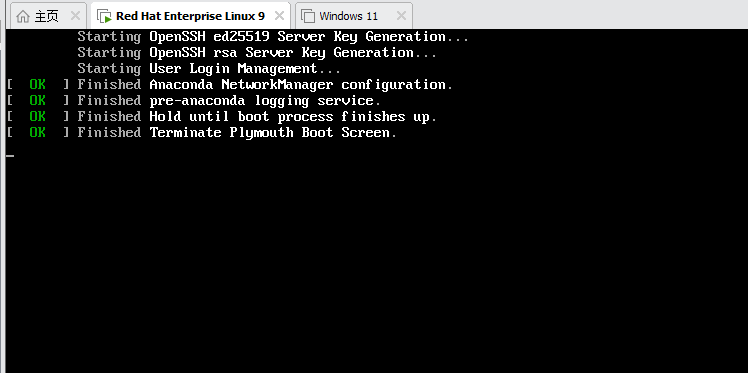 主页 Red Hat Enterprise Linux 9 Windows 11
Starting OpenSSH ed25519 Server Key Generation...
Starting OpenSSH rsa Server Key Generation...
Starting User Login Management...
[  OK  ] Finished Anaconda NetworkManager configuration.
[  OK  ] Finished pre-anaconda logging service.
[  OK  ] Finished Hold until boot process finishes up.
[  OK  ] Finished Terminate Plymouth Boot Screen.